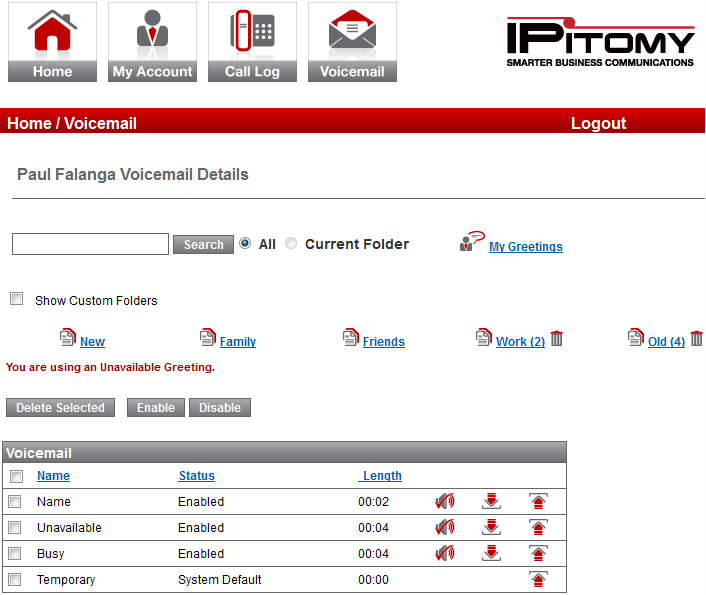 Home My Account Call Log Voicemail
IPITOMY
SMARTER BUSINESS COMMUNICATIONS
Home / Voicemail Logout
Paul Falanga Voicemail Details
Search All Current Folder My Greetings
Show Custom Folders
New Family Friends Work (2) Old (4)
You are using an Unavailable Greeting.
Delete Selected Enable Disable
Voicemail
Name Status Length
Name Enabled 00:02
Unavailable Enabled 00:04
Busy Enabled 00:04
Temporary System Default 00:00